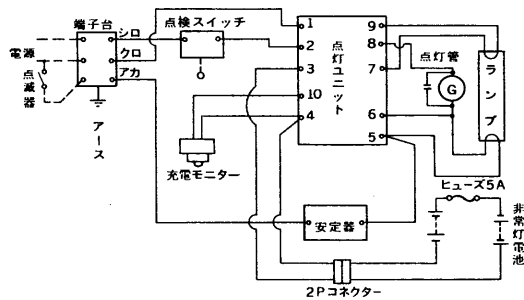 端子台
シロ
クロ
アカ
電源
点滅器
アース
点検スイッチ
点灯ユニット
1
2
3
10
4
9
8
7
6
5
点灯管
G
ランプ
充電モニター
安定器
2Pコネクター
ヒューズ5A
非常灯電池